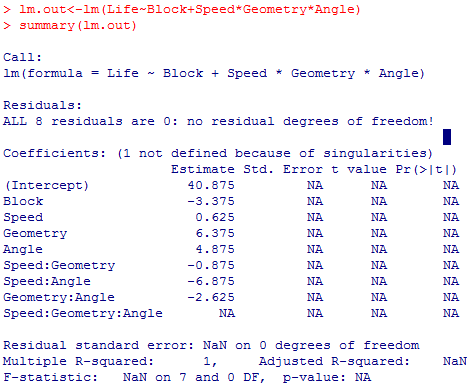 > lm.out<-lm(Life~Block+Speed*Geometry*Angle)
> summary(lm.out)
Call:
lm(formula = Life ~ Block + Speed * Geometry * Angle)
Residuals:
ALL 8 residuals are 0: no residual degrees of freedom!
Coefficients: (1 not defined because of singularities)
Estimate Std. Error t value Pr(>|t|)
(Intercept) 40.875 NA NA NA
Block -3.375 NA NA NA
Speed 0.625 NA NA NA
Geometry 6.375 NA NA NA
Angle 4.875 NA NA NA
Speed:Geometry -0.875 NA NA NA
Speed:Angle -6.875 NA NA NA
Geometry:Angle -2.625 NA NA NA
Speed:Geometry:Angle NA NA NA NA
Residual standard error: NaN on 0 degrees of freedom
Multiple R-squared: 1, Adjusted R-squared: NaN
F-statistic: NaN on 7 and 0 DF, p-value: NA